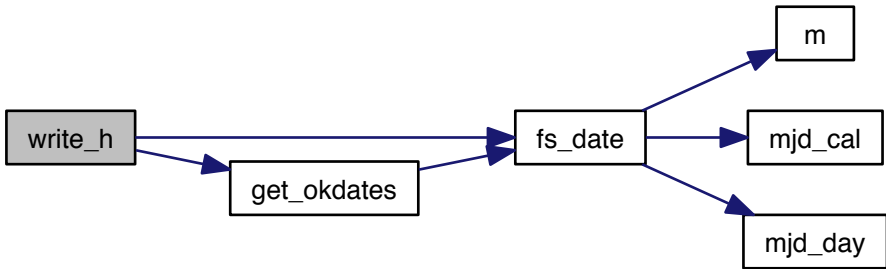 write_h
get_okdates
fs_date
m
mjd_cal
mjd_day